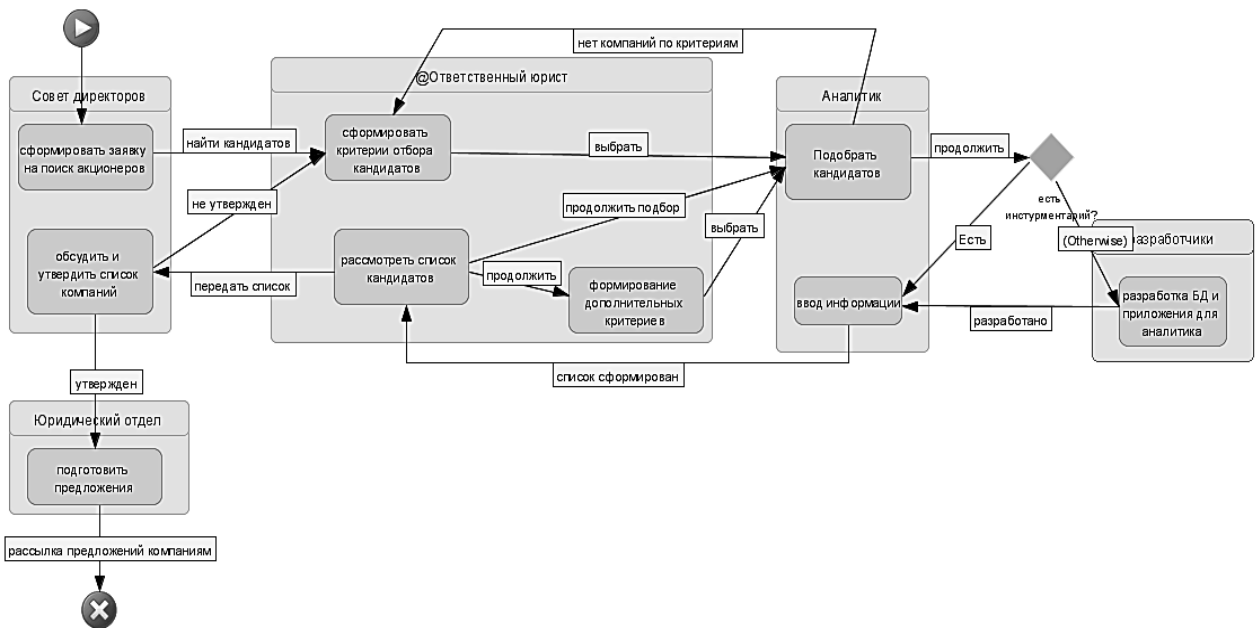 нет компаний по критериям
Совет директоров
@Ответственный юрист
Аналитик
сформировать заявку
на поиск акционеров
найти кандидатов
сформировать
критерии отбора
кандидатов
выбрать
Подобрать
кандидатов
продолжить
не утвержден
продолжить подбор
выбрать
есть
инстурментарий?
Есть
(Otherwise)
разработчики
обсудить и
утвердить список
компаний
передать список
рассмотреть список
кандидатов
продолжить
формирование
дополнительных
критериев
ввод информации
разработано
разработка БД и
приложения для
аналитика
список сформирован
утвержден
Юридический отдел
подготовить
предложения
рассылка предложений компаниям